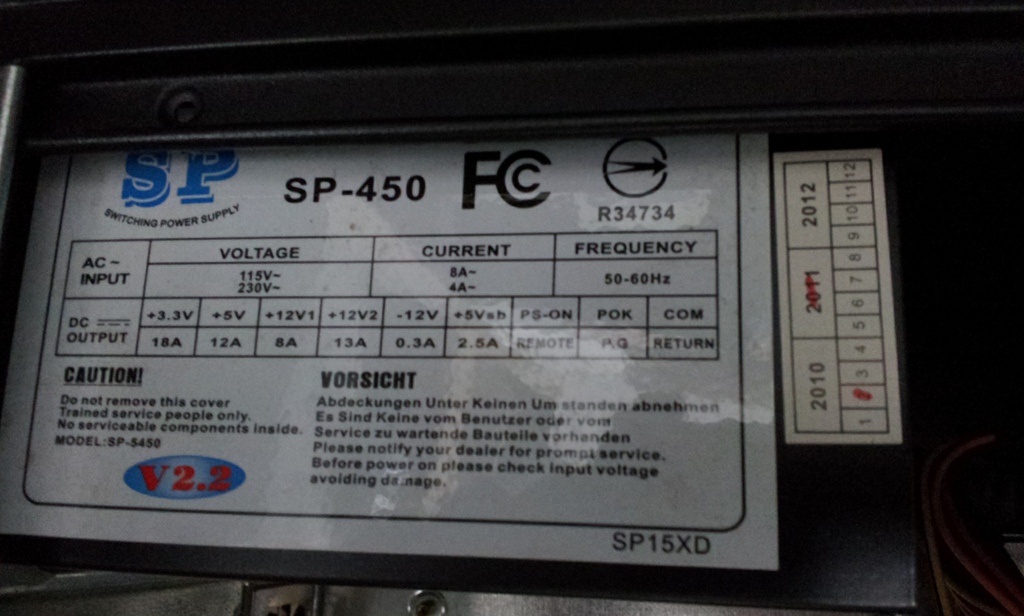 SP
SWITCHING POWER SUPPLY
SP-450
FC
R34734
AC~ INPUT
VOLTAGE
CURRENT
FREQUENCY
115V~
230V~
8A~
4A~
50-60Hz
DC OUTPUT
+3.3V +5V +12V1 +12V2 -12V +5Vsb PS-ON POK COM
18A 12A 8A 13A 0.3A 2.5A REMOTE P.G RETURN
CAUTION!
Do not remove this cover
Trained service people only.
No serviceable components inside.
MODEL:SP-5450
V2.2
VORSICHT
Abdeckungen Unter Keinen Um standen abnehmen
Es Sind Keine vom Benutzer oder vom
Service zu wartende Bauteile vorhanden
Please notify your dealer for prompt service.
Before power on please check input voltage
avoiding damage.
SP15XD
2010 2011 2012
1 3 4 5 6 7 8 9 10 11 12